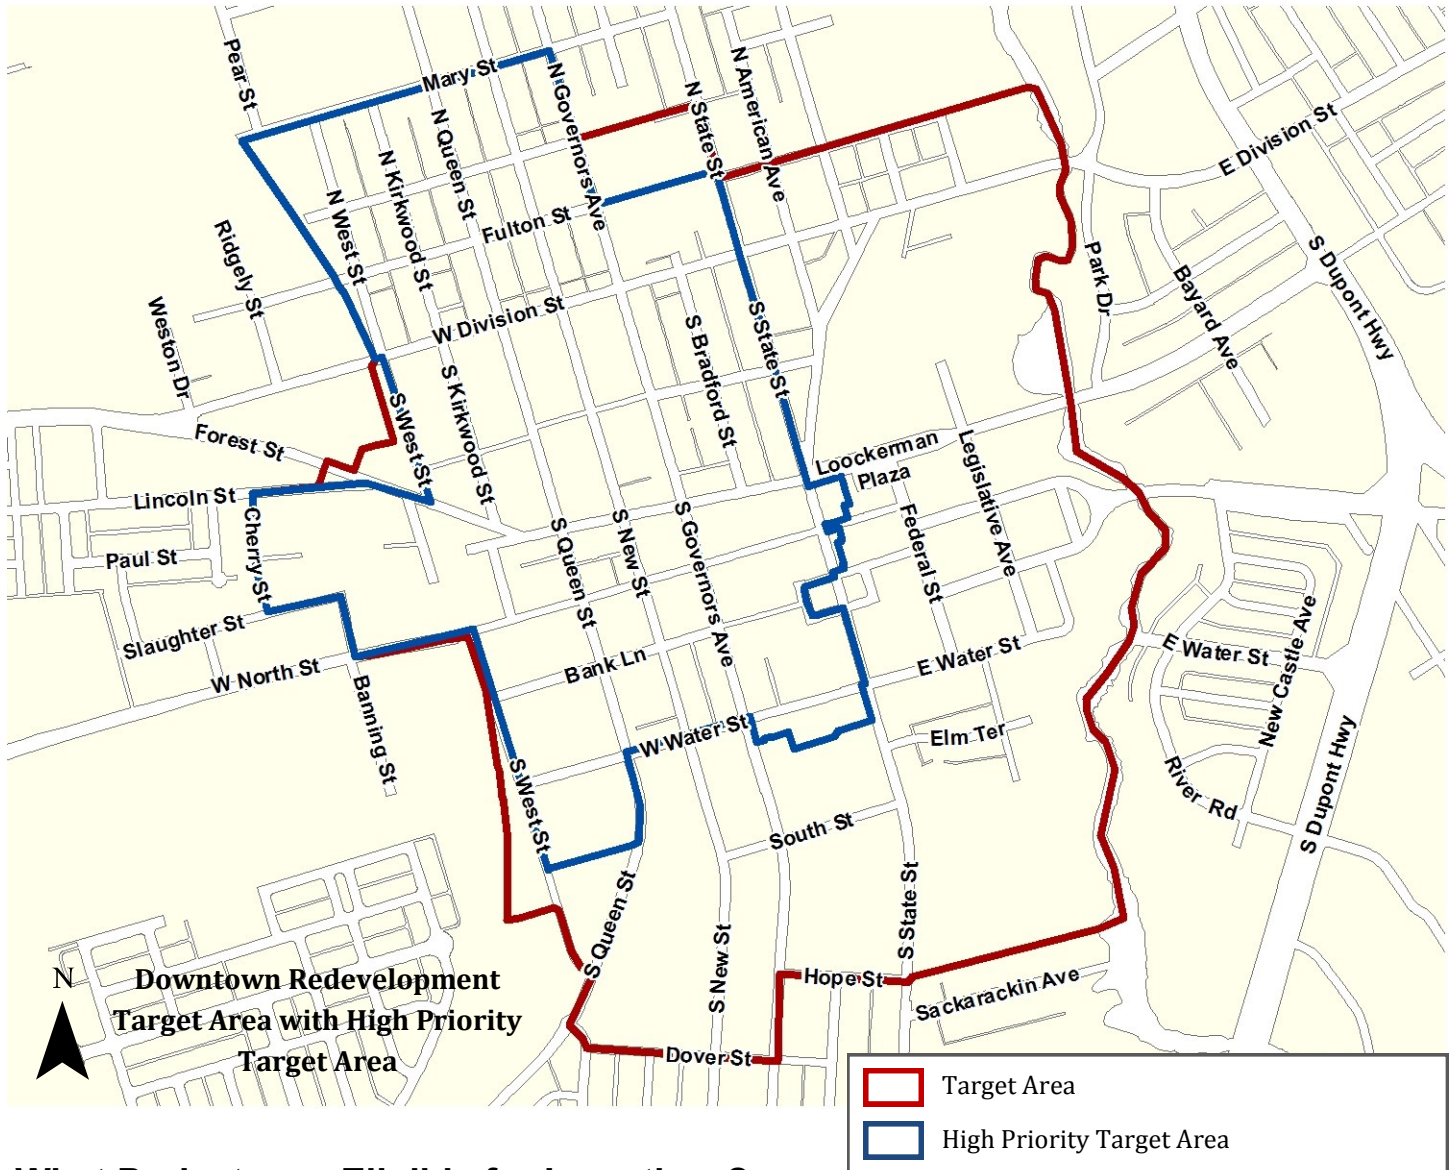 Pear St
Mary St
N Governors Ave
N State St
N American Ave
N Queen St
N Kirkwood St
N West St
Fulton St
E Division St
Ridgely St
Weston Dr
W Division St
S Bradford St
S State St
Park Dr
Bayard Ave
S Dupont Hwy
S Kirkwood St
S West St
Forest St
Lincoln St
Loockerman
Plaza
Legislative Ave
Federal St
Cherry St
Paul St
S Queen St
S New St
S Governors Ave
Slaughter St
W North St
Bank Ln
E Water St
E Water St
New Castle Ave
Banning St
W Water St
Elm Ter
S West St
South St
River Rd
S Dupont Hwy
S Queen St
S New St
S State St
Hope St
Sackarackin Ave
Dover St
N
Downtown Redevelopment
Target Area with High Priority
Target Area
Target Area
High Priority Target Area